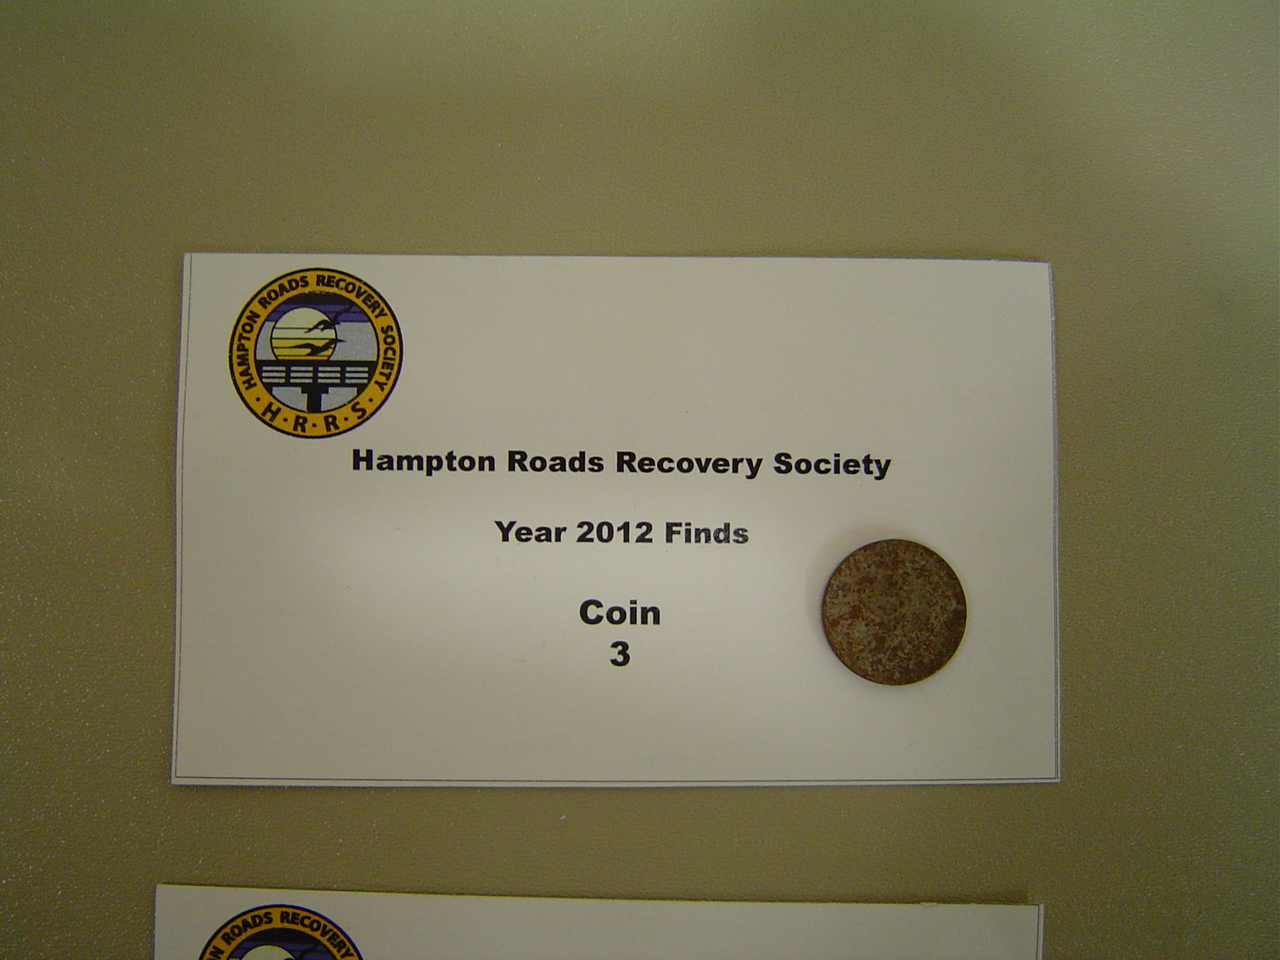 HAMPTON ROADS RECOVERY SOCIETY
H·R·R·S
Hampton Roads Recovery Society
Year 2012 Finds
Coin
3
ROADS RECOVERY